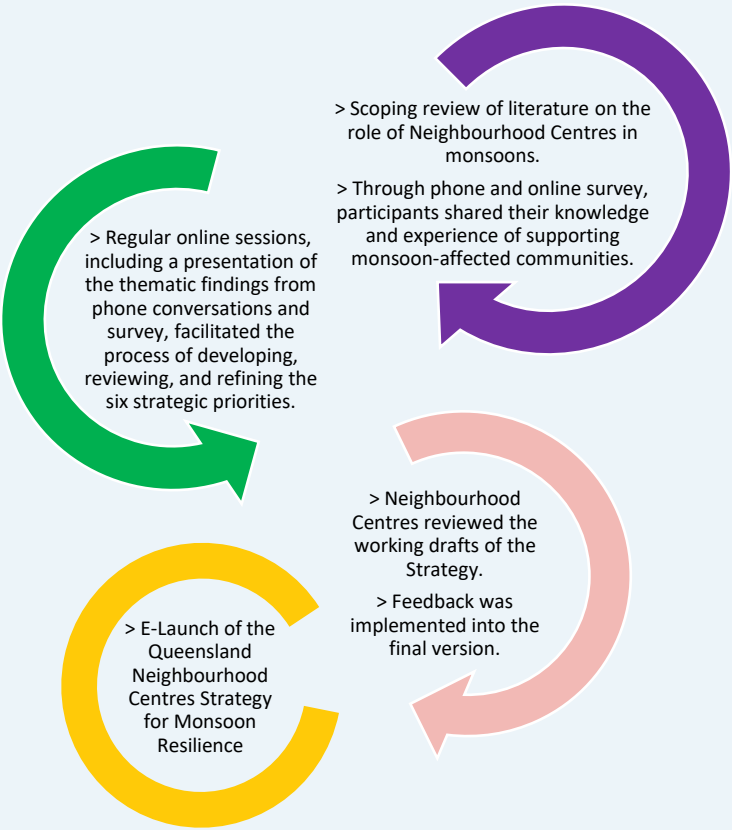 > Scoping review of literature on the
role of Neighbourhood Centres in
monsoons.
> Through phone and online survey,
participants shared their knowledge
and experience of supporting
monsoon-affected communities.
> Regular online sessions,
including a presentation of
the thematic findings from
phone conversations and
survey, facilitated the
process of developing,
reviewing, and refining the
six strategic priorities.
> Neighbourhood
Centres reviewed the
working drafts of the
Strategy.
> Feedback was
implemented into the
final version.
> E-Launch of the
Queensland
Neighbourhood
Centres Strategy
for Monsoon
Resilience